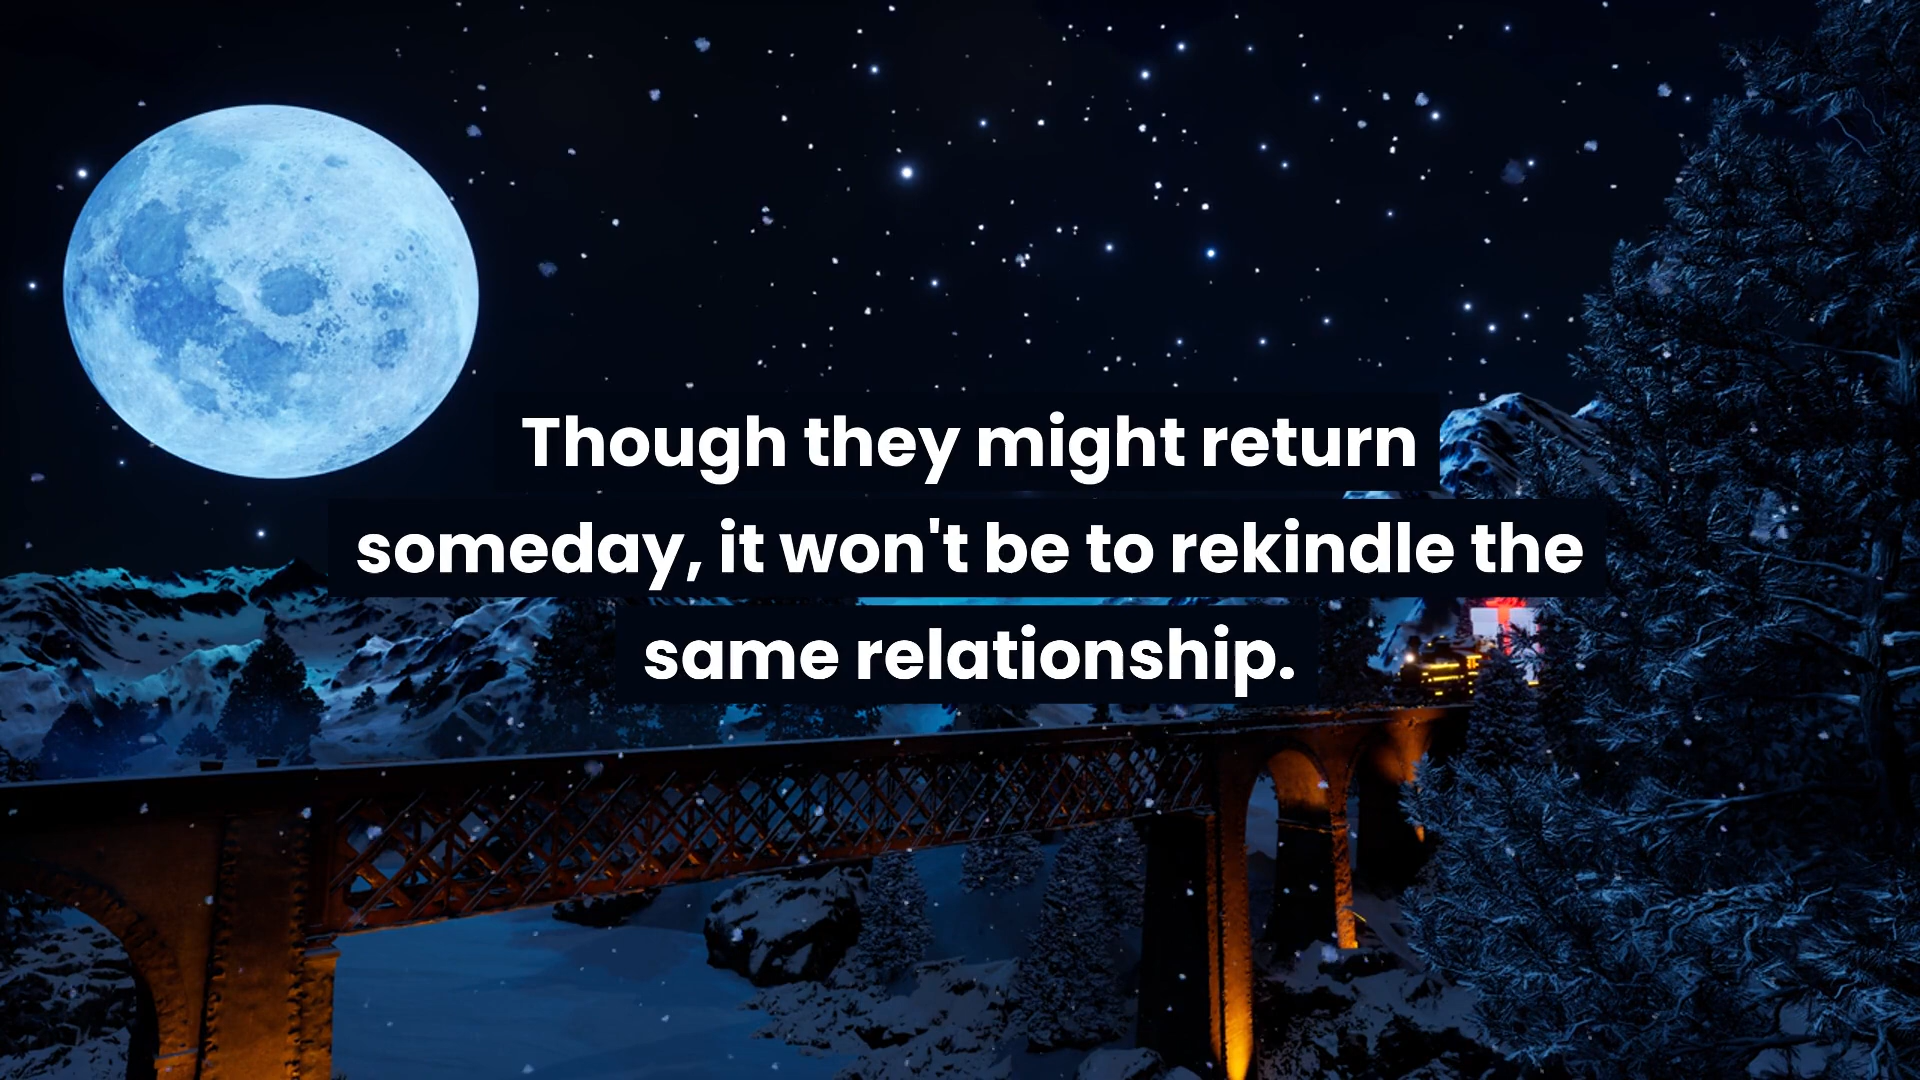 Though they might return
someday, it won't be to rekindle the
same relationship.